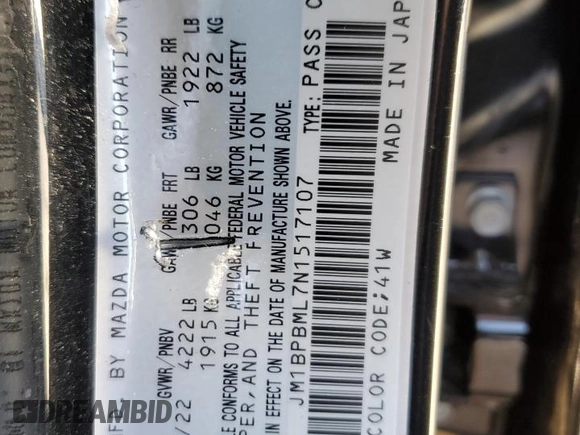 BY MAZDA MOTOR CORPORATION
GVWR/PNBV GAWR/PNBE FRT GAWR/PNBE RR
/22 4222 LB 306 LB 1922 LB
1915 KG 046 KG 872 KG
E CONFORMS TO ALL APPLICABLE FEDERAL MOTOR VEHICLE SAFETY
SER, AND THEFT PREVENTION
IN EFFECT ON THE DATE OF MANUFACTURE SHOWN ABOVE.
JM1BPBML7N1517107 TYPE: PASS C
COLOR CODE;41W MADE IN JAP
DREAMBID